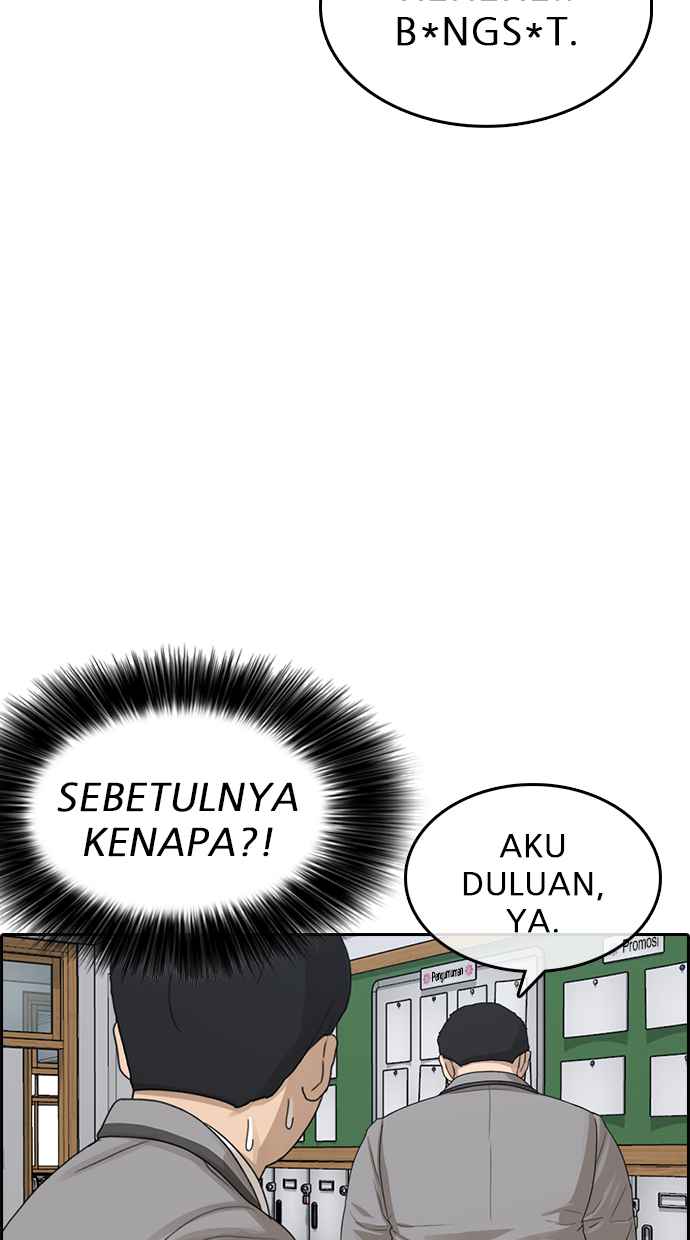 B*NGS*T.
SEBETULNYA
KENAPA?!
AKU
DULUAN,
YA.
Promosi
Pengumuman